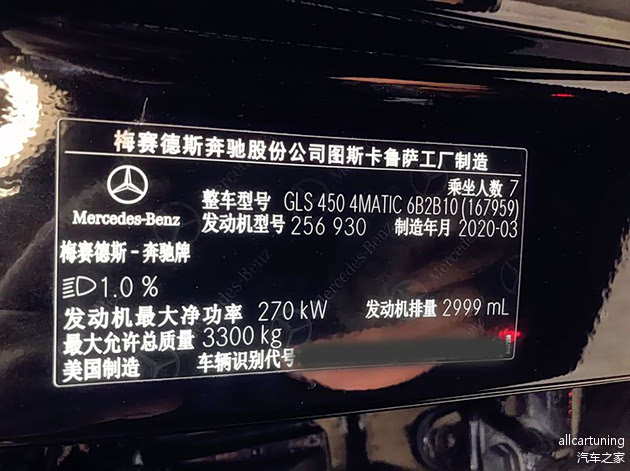 梅赛德斯奔驰股份公司图斯卡鲁萨工厂制造
乘坐人数 7
Mercedes-Benz
整车型号 GLS 450 4MATIC 6B2B10 (167959)
发动机型号 256 930 制造年月 2020-03
梅赛德斯－奔驰牌
1.0 %
发动机最大净功率 270 kW 发动机排量 2999 mL
最大允许总质量 3300 kg
美国制造 车辆识别代号
allcartuning
汽车之家